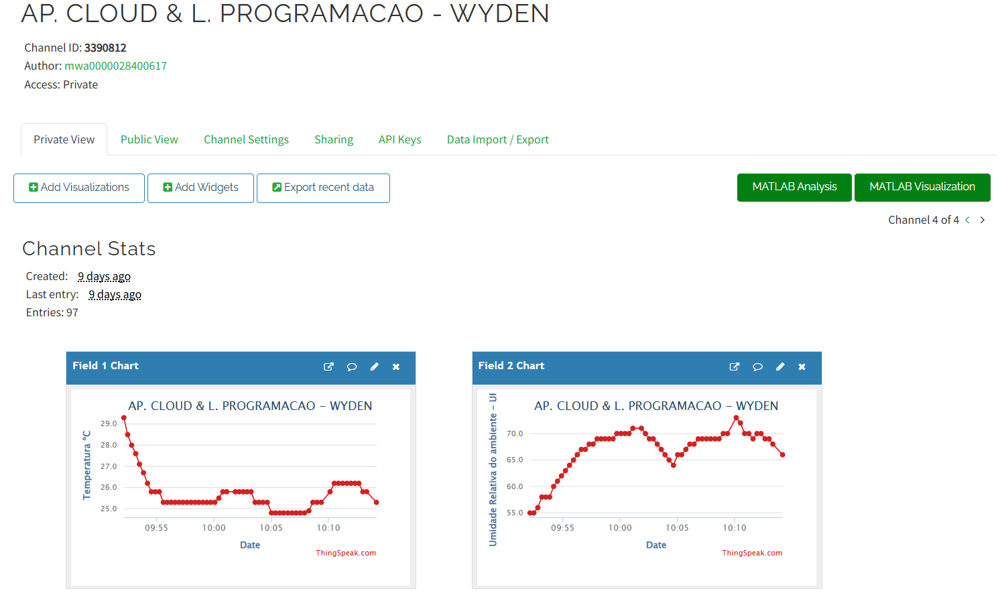 AP. CLOUD & L. PROGRAMACAO - WYDEN
Channel ID: 3390812
Author: mwa0000028400617
Access: Private
Private View
Public View
Channel Settings
Sharing
API Keys
Data Import / Export
Add Visualizations
Add Widgets
Export recent data
MATLAB Analysis
MATLAB Visualization
Channel 4 of 4
Channel Stats
Created: 9 days ago
Last entry: 9 days ago
Entries: 97
Field 1 Chart
AP. CLOUD & L. PROGRAMACAO - WYDEN
Temperatura °C
29.0
28.0
27.0
26.0
25.0
09:55
10:00
10:05
10:10
Date
ThingSpeak.com
Field 2 Chart
AP. CLOUD & L. PROGRAMACAO - WYDEN
Umidade Relativa do ambiente -
70.0
65.0
60.0
55.0
09:55
10:00
10:05
10:10
Date
ThingSpeak.com